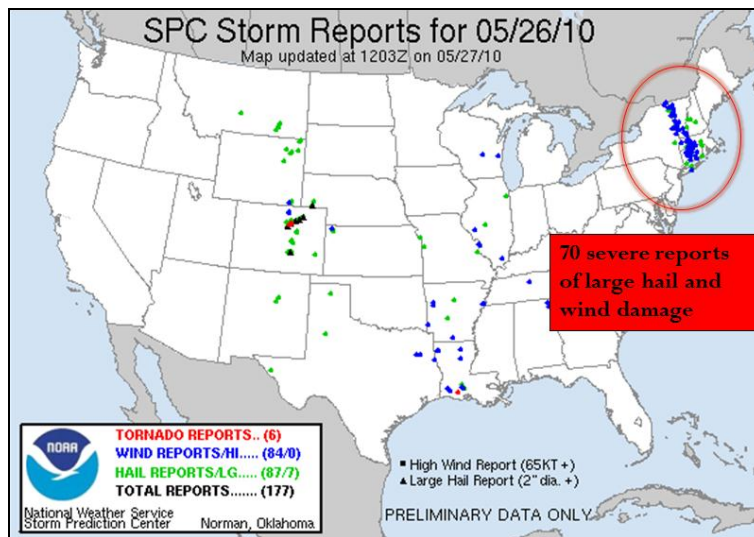 SPC Storm Reports for 05/26/10
Map updated at 1203Z on 05/27/10
70 severe reports
of large hail and
wind damage
NOAA
TORNADO REPORTS.. (6)
WIND REPORTS/HI..... (84/0)
HAIL REPORTS/LG..... (87/7)
TOTAL REPORTS....... (177)
National Weather Service
Storm Prediction Center Norman, Oklahoma
■ High Wind Report (65KT +)
▲ Large Hail Report (2" dia. +)
PRELIMINARY DATA ONLY